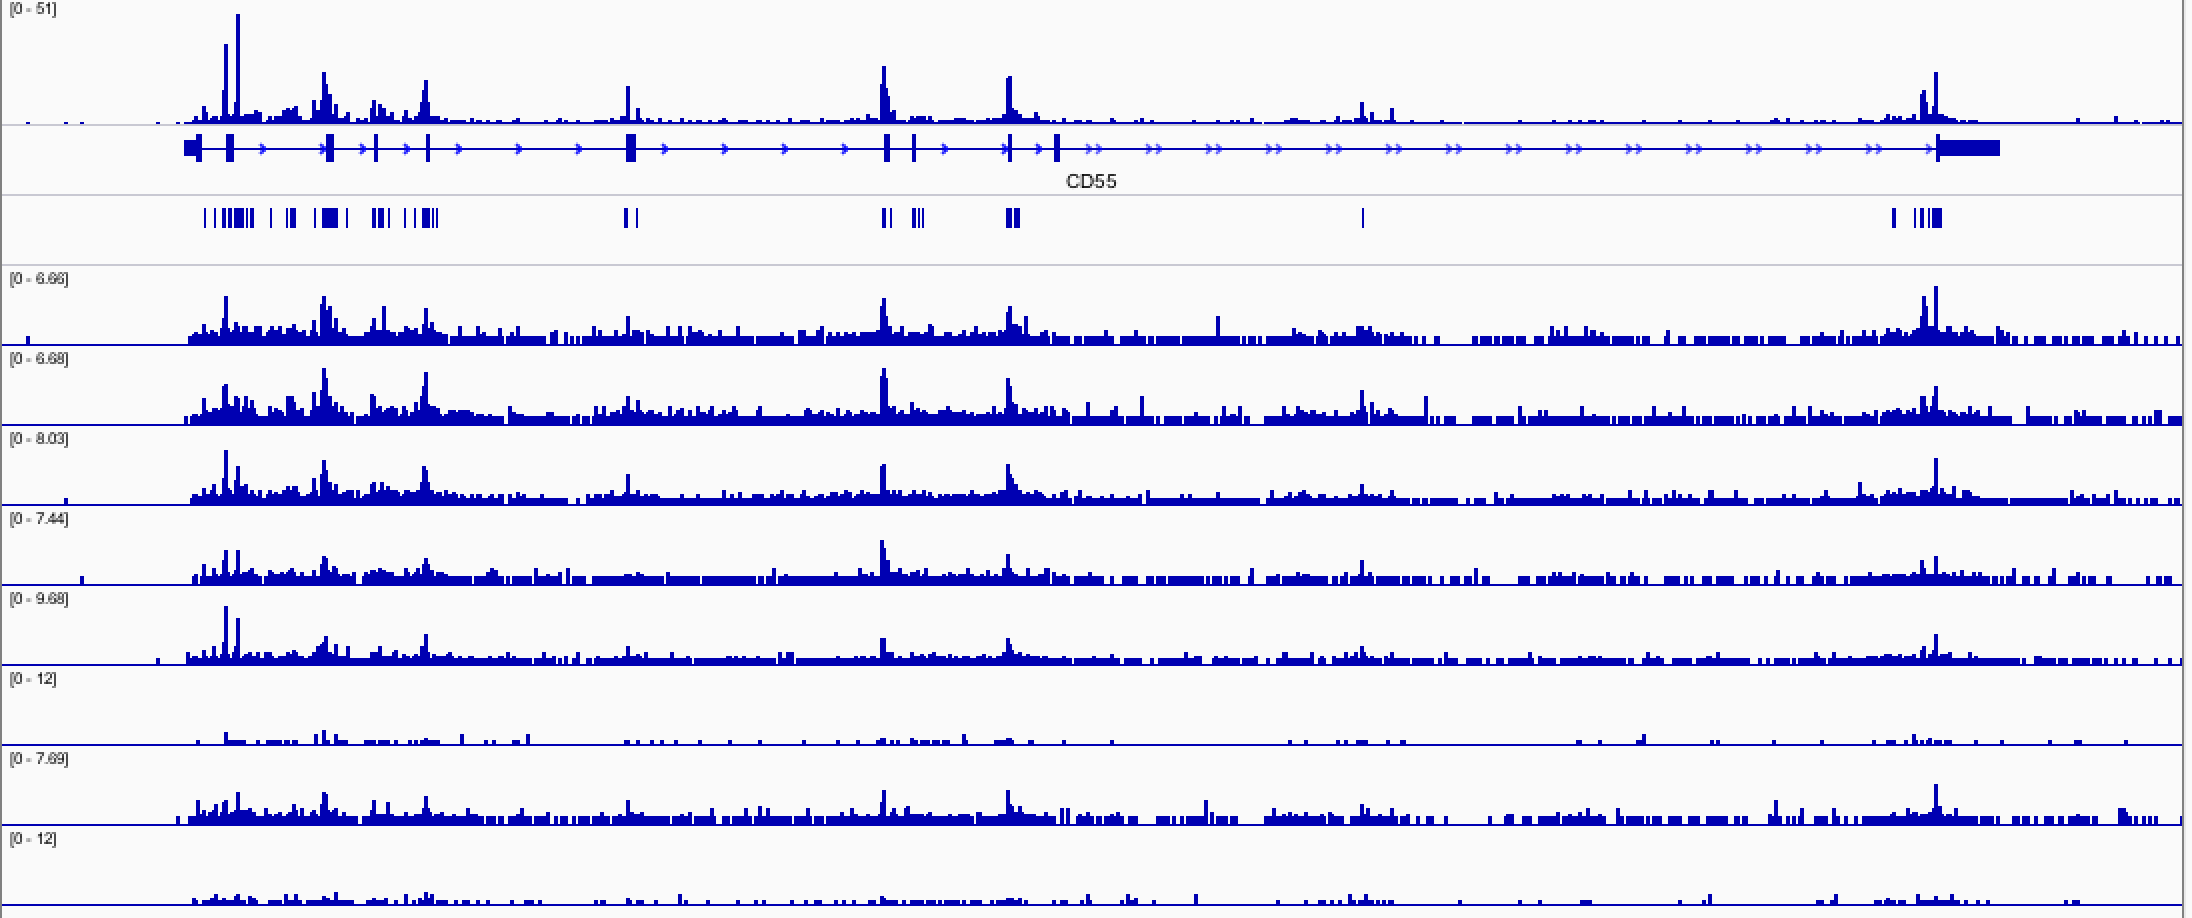 [0 - 51]
CD55
[0 - 6.66]
[0 - 6.68]
[0 - 8.03]
[0 - 7.44]
[0 - 9.68]
[0 - 12]
[0 - 7.69]
[0 - 12]